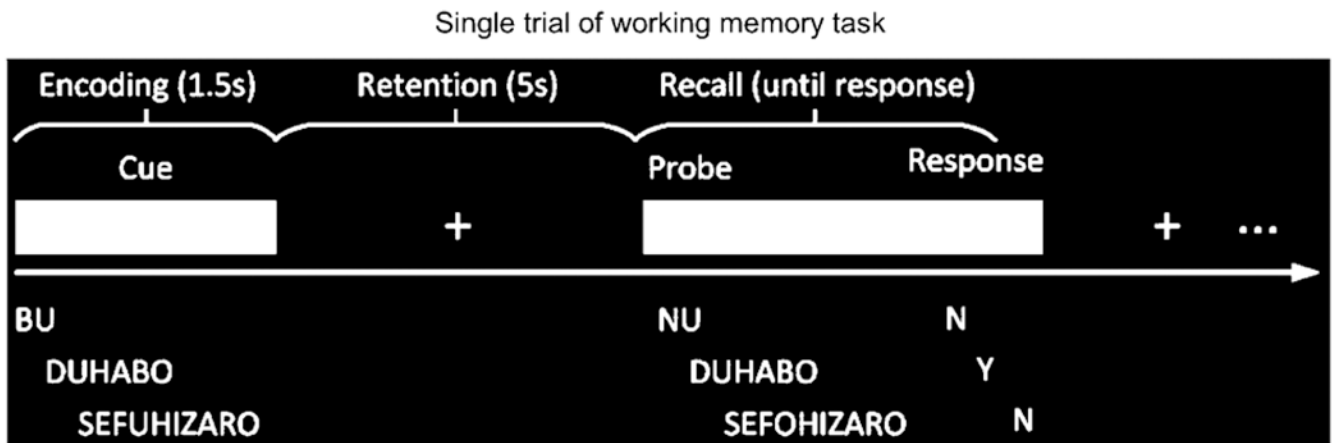 Single trial of working memory task
Encoding (1.5s) Retention (5s) Recall (until response)
Cue Probe Response
+ + ...
BU NU N
DUHABO DUHABO Y
SEFUHIZARO SEFOHIZARO N